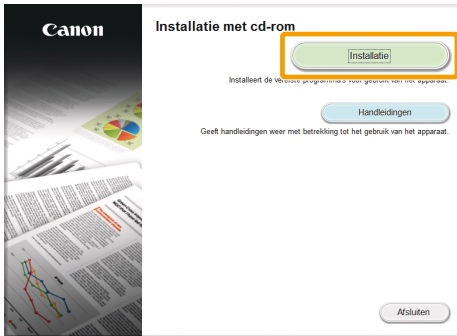 Canon
Installatie met cd-rom
Installatie
Installeert de vereiste programma's voor gebruik van het apparaat.
Handleidingen
Geeft handleidingen weer met betrekking tot het gebruik van het apparaat.
Afsluiten